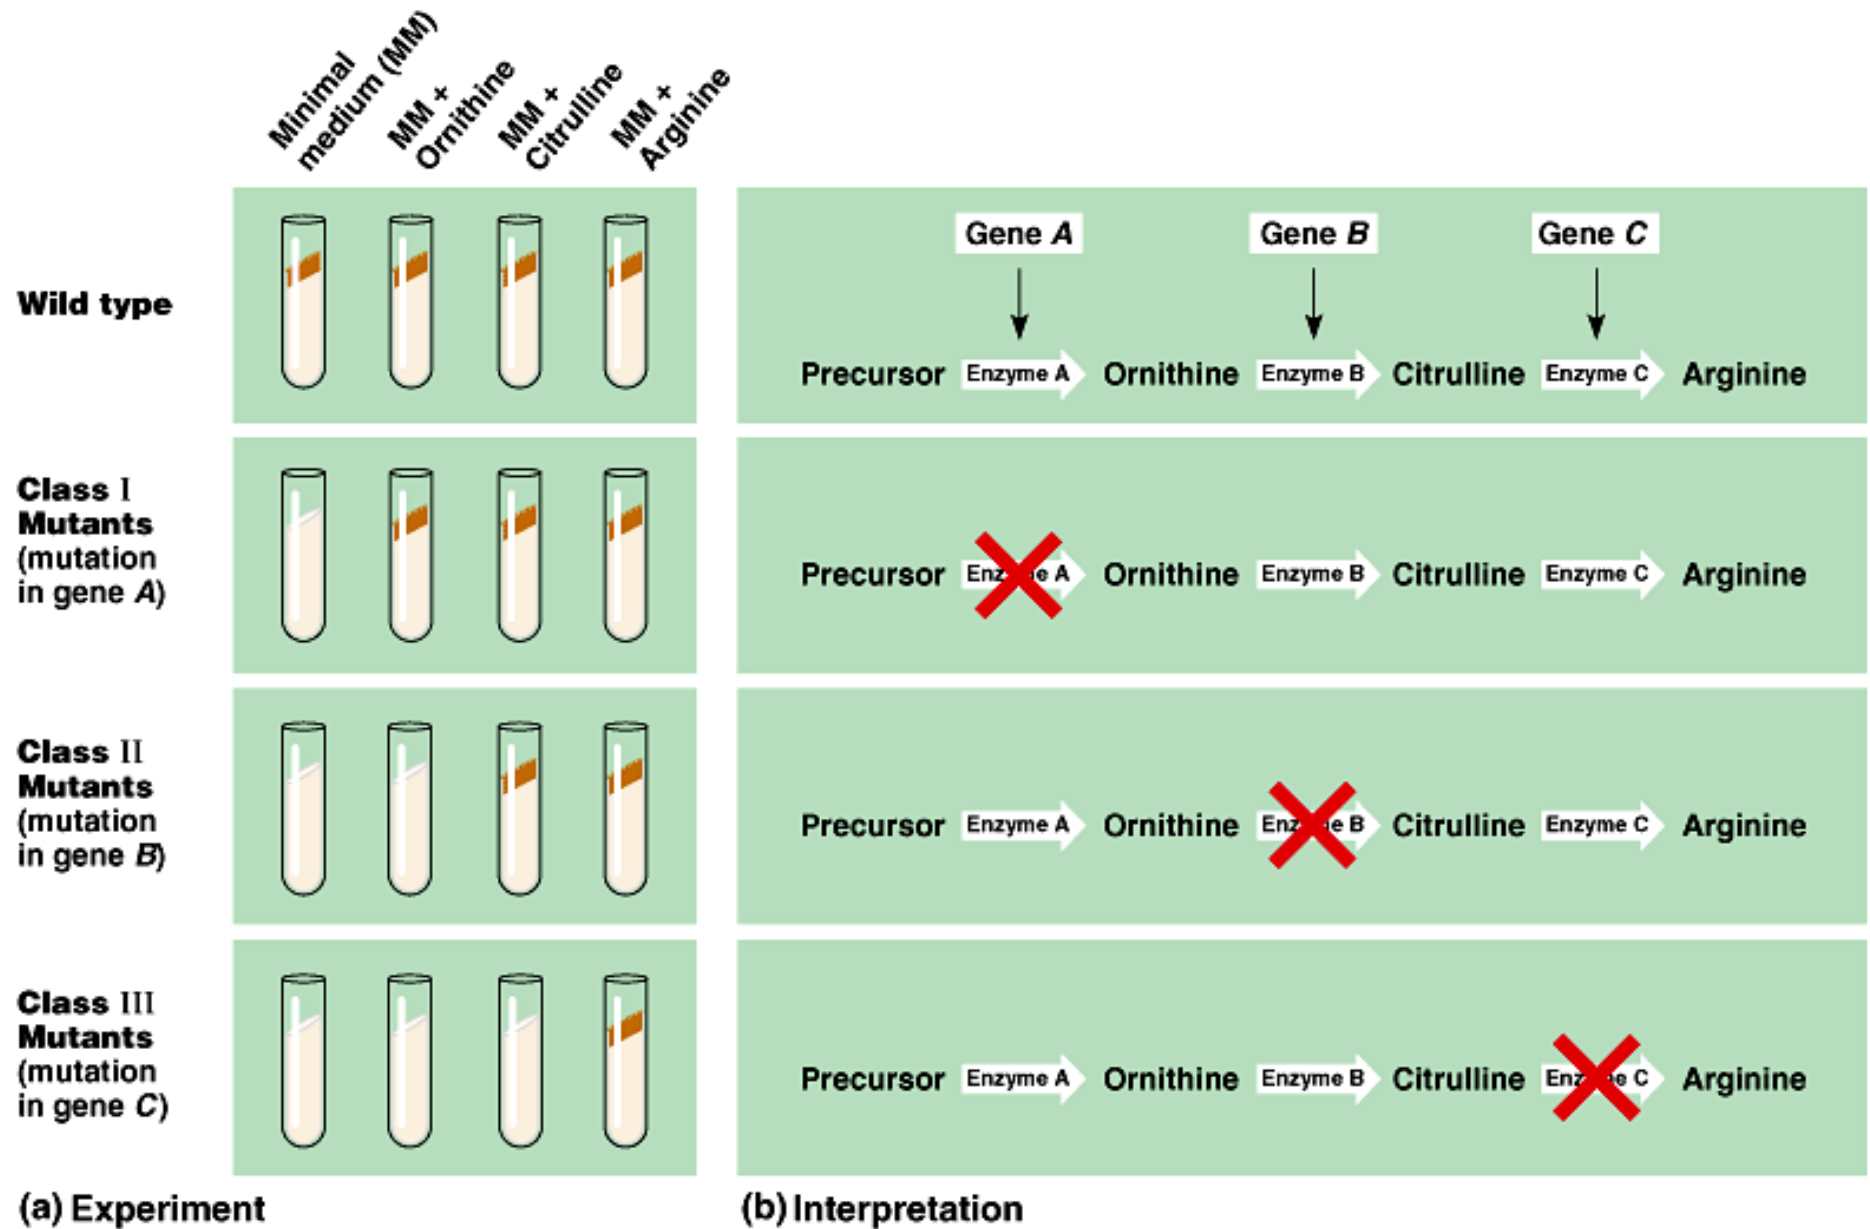 Minimal
medium (MM)
MM +
Ornithine
MM +
Citrulline
MM +
Arginine
Wild type
Gene A
Gene B
Gene C
Precursor Enzyme A Ornithine Enzyme B Citrulline Enzyme C Arginine
Class I
Mutants
(mutation
in gene A)
Precursor Enzyme A Ornithine Enzyme B Citrulline Enzyme C Arginine
Class II
Mutants
(mutation
in gene B)
Precursor Enzyme A Ornithine Enzyme B Citrulline Enzyme C Arginine
Class III
Mutants
(mutation
in gene C)
Precursor Enzyme A Ornithine Enzyme B Citrulline Enzyme C Arginine
(a) Experiment
(b) Interpretation